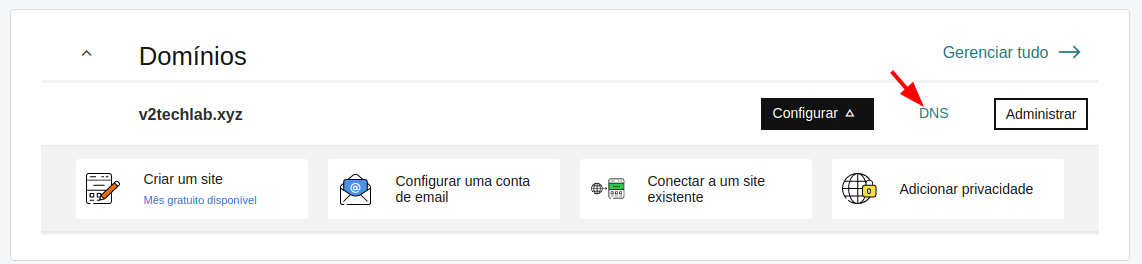 Domínios
Gerenciar tudo
v2techlab.xyz
Configurar
DNS
Administrar
Criar um site
Mês gratuito disponível
Configurar uma conta
de email
Conectar a um site
existente
Adicionar privacidade